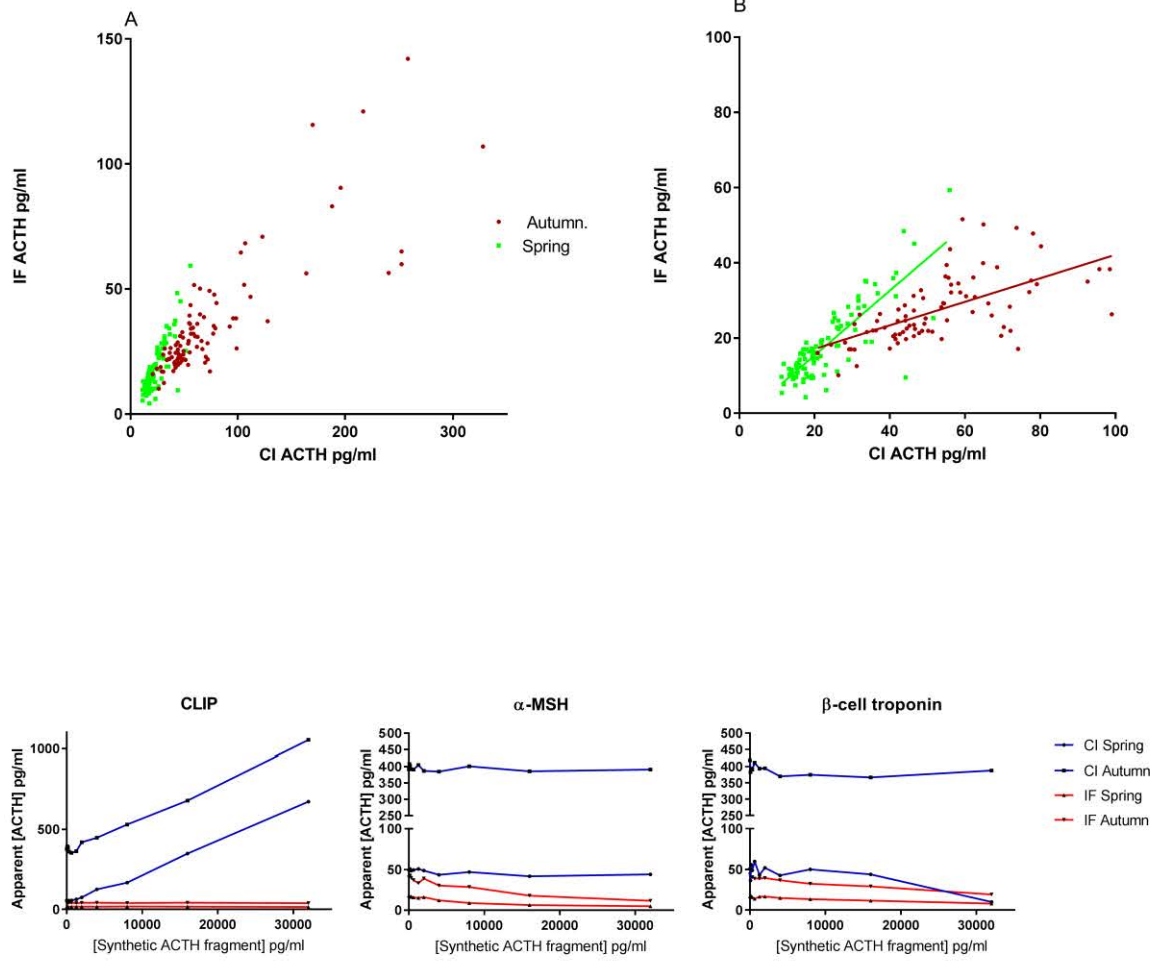 A
IF ACTH pg/ml
150
100
50
0
0 100 200 300
CI ACTH pg/ml
Autumn.
Spring
B
IF ACTH pg/ml
100
80
60
40
20
0
0 20 40 60 80 100
CI ACTH pg/ml
CLIP
Apparent [ACTH] pg/ml
1000
500
0
0 10000 20000 30000
[Synthetic ACTH fragment] pg/ml
α-MSH
Apparent [ACTH] pg/ml
500
450
400
350
300
250
100
50
0
0 10000 20000 30000
[Synthetic ACTH fragment] pg/ml
β-cell troponin
Apparent [ACTH] pg/ml
500
450
400
350
300
250
100
50
0
0 10000 20000 30000
[Synthetic ACTH fragment] pg/ml
CI Spring
CI Autumn
IF Spring
IF Autumn